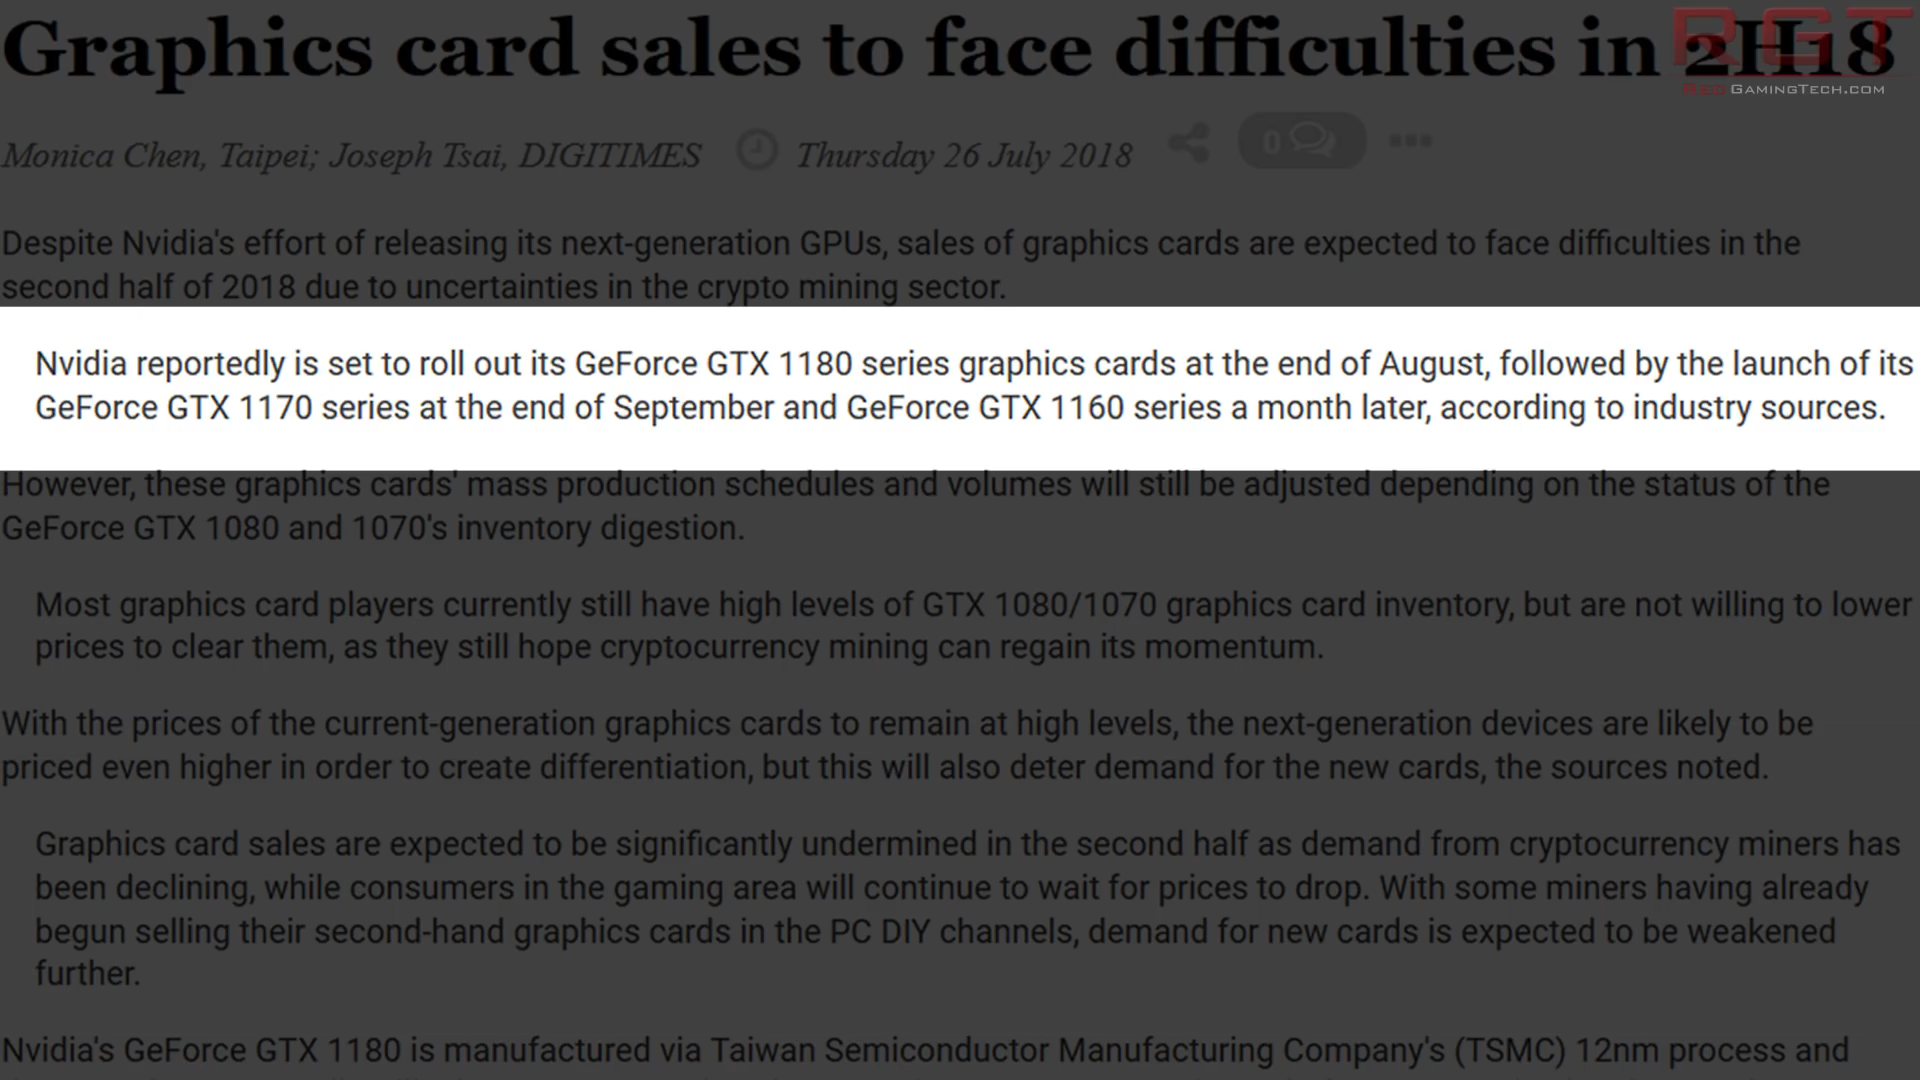 Graphics card sales to face difficulties in 2H18
RGT
REDGAMINGTECH.COM
Monica Chen, Taipei; Joseph Tsai, DIGITIMES Thursday 26 July 2018 0
Despite Nvidia's effort of releasing its next-generation GPUs, sales of graphics cards are expected to face difficulties in the
second half of 2018 due to uncertainties in the crypto mining sector.
Nvidia reportedly is set to roll out its GeForce GTX 1180 series graphics cards at the end of August, followed by the launch of its
GeForce GTX 1170 series at the end of September and GeForce GTX 1160 series a month later, according to industry sources.
However, these graphics cards' mass production schedules and volumes will still be adjusted depending on the status of the
GeForce GTX 1080 and 1070's inventory digestion.
Most graphics card players currently still have high levels of GTX 1080/1070 graphics card inventory, but are not willing to lower
prices to clear them, as they still hope cryptocurrency mining can regain its momentum.
With the prices of the current-generation graphics cards to remain at high levels, the next-generation devices are likely to be
priced even higher in order to create differentiation, but this will also deter demand for the new cards, the sources noted.
Graphics card sales are expected to be significantly undermined in the second half as demand from cryptocurrency miners has
been declining, while consumers in the gaming area will continue to wait for prices to drop. With some miners having already
begun selling their second-hand graphics cards in the PC DIY channels, demand for new cards is expected to be weakened
further.
Nvidia's GeForce GTX 1180 is manufactured via Taiwan Semiconductor Manufacturing Company's (TSMC) 12nm process and